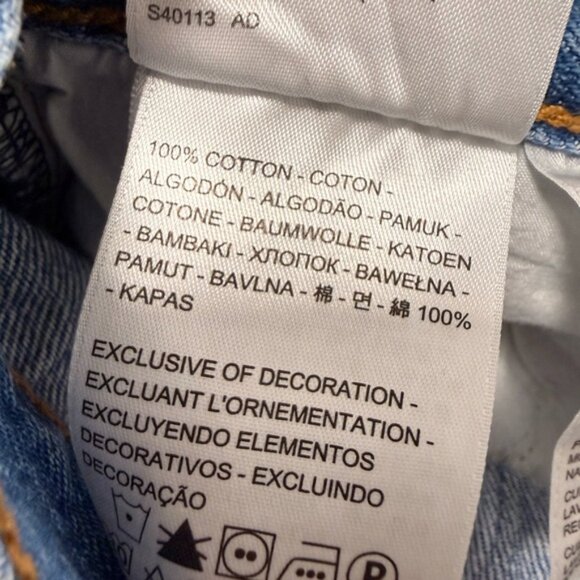 S40113 AD
100% COTTON - COTON -
ALGODÓN - ALGODÃO - PAMUK -
COTONE - BAUMWOLLE - KATOEN
- BAMBAKI - ХЛОПОК - BAWEŁNA -
PAMUT - BAVLNA - 棉 - 면 - 綿 100%
- KAPAS
EXCLUSIVE OF DECORATION -
EXCLUANT L'ORNEMENTATION -
EXCLUYENDO ELEMENTOS
DECORATIVOS - EXCLUINDO
DECORAÇÃO
P